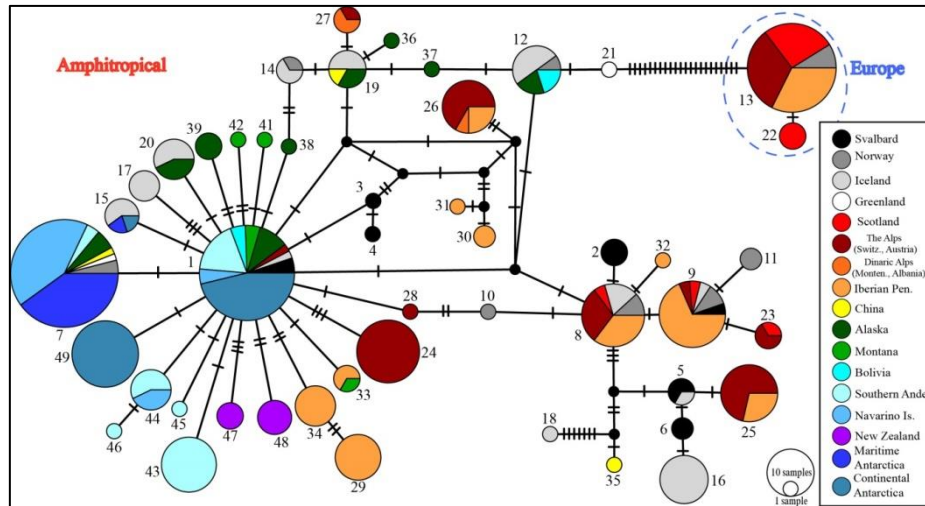 Amphitropical
Europe
27
36
14
19
37
12
21
13
22
26
20
39
42
41
38
17
15
3
4
31
30
1
7
2
32
9
11
28
10
8
23
24
49
33
5
25
44
45
46
47
48
34
6
18
35
16
43
29
Svalbard
Norway
Iceland
Greenland
Scotland
The Alps
(Switz., Austria)
Dinaric Alps
(Monten., Albania)
Iberian Pen.
China
Alaska
Montana
Bolivia
Southern Ande
Navarino Is.
New Zealand
Maritime
Antarctica
Continental
Antarctica
10 samples
1 sample